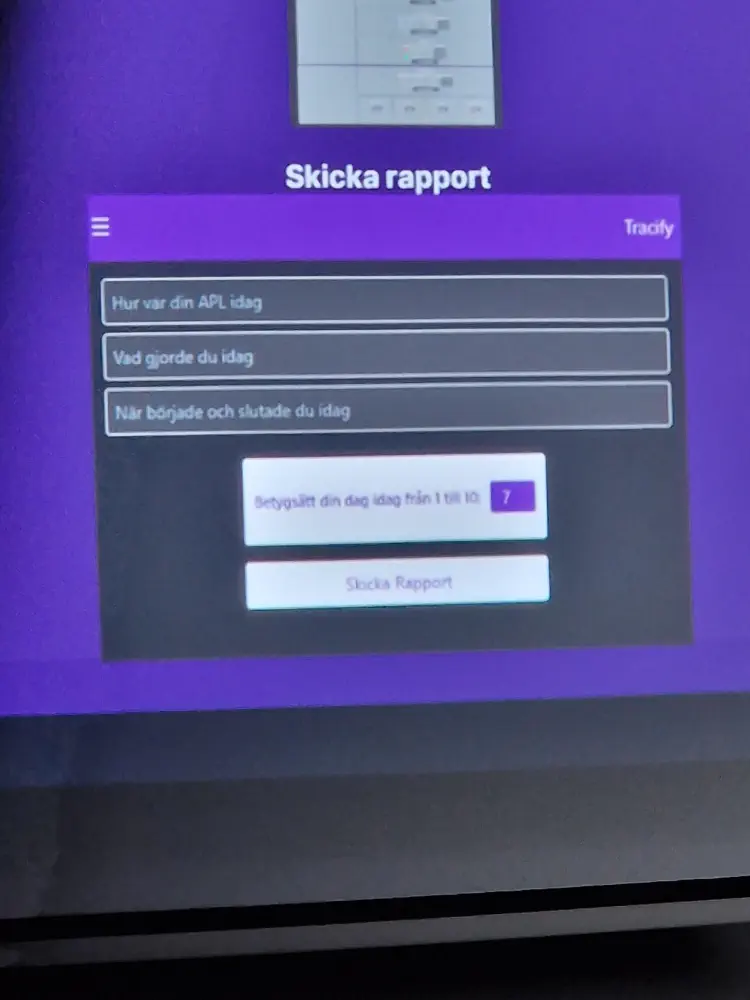 Skicka rapport
Tracify
Hur var din APL idag
Vad gjorde du idag
När började och slutade du idag
Betygsätt din dag idag från 1 till 10: 7
Skicka Rapport